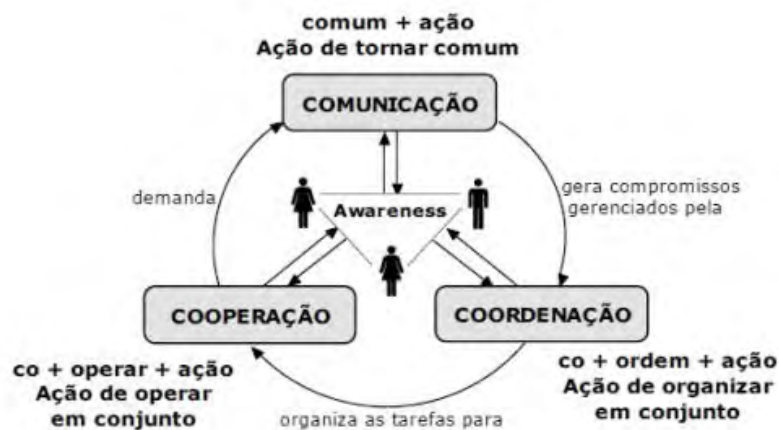 comum + ação
Ação de tornar comum
COMUNICAÇÃO
demanda
gera compromissos
gerenciados pela
Awareness
COOPERAÇÃO
COORDENAÇÃO
co + operar + ação
Ação de operar
em conjunto
co + ordem + ação
Ação de organizar
em conjunto
organiza as tarefas para